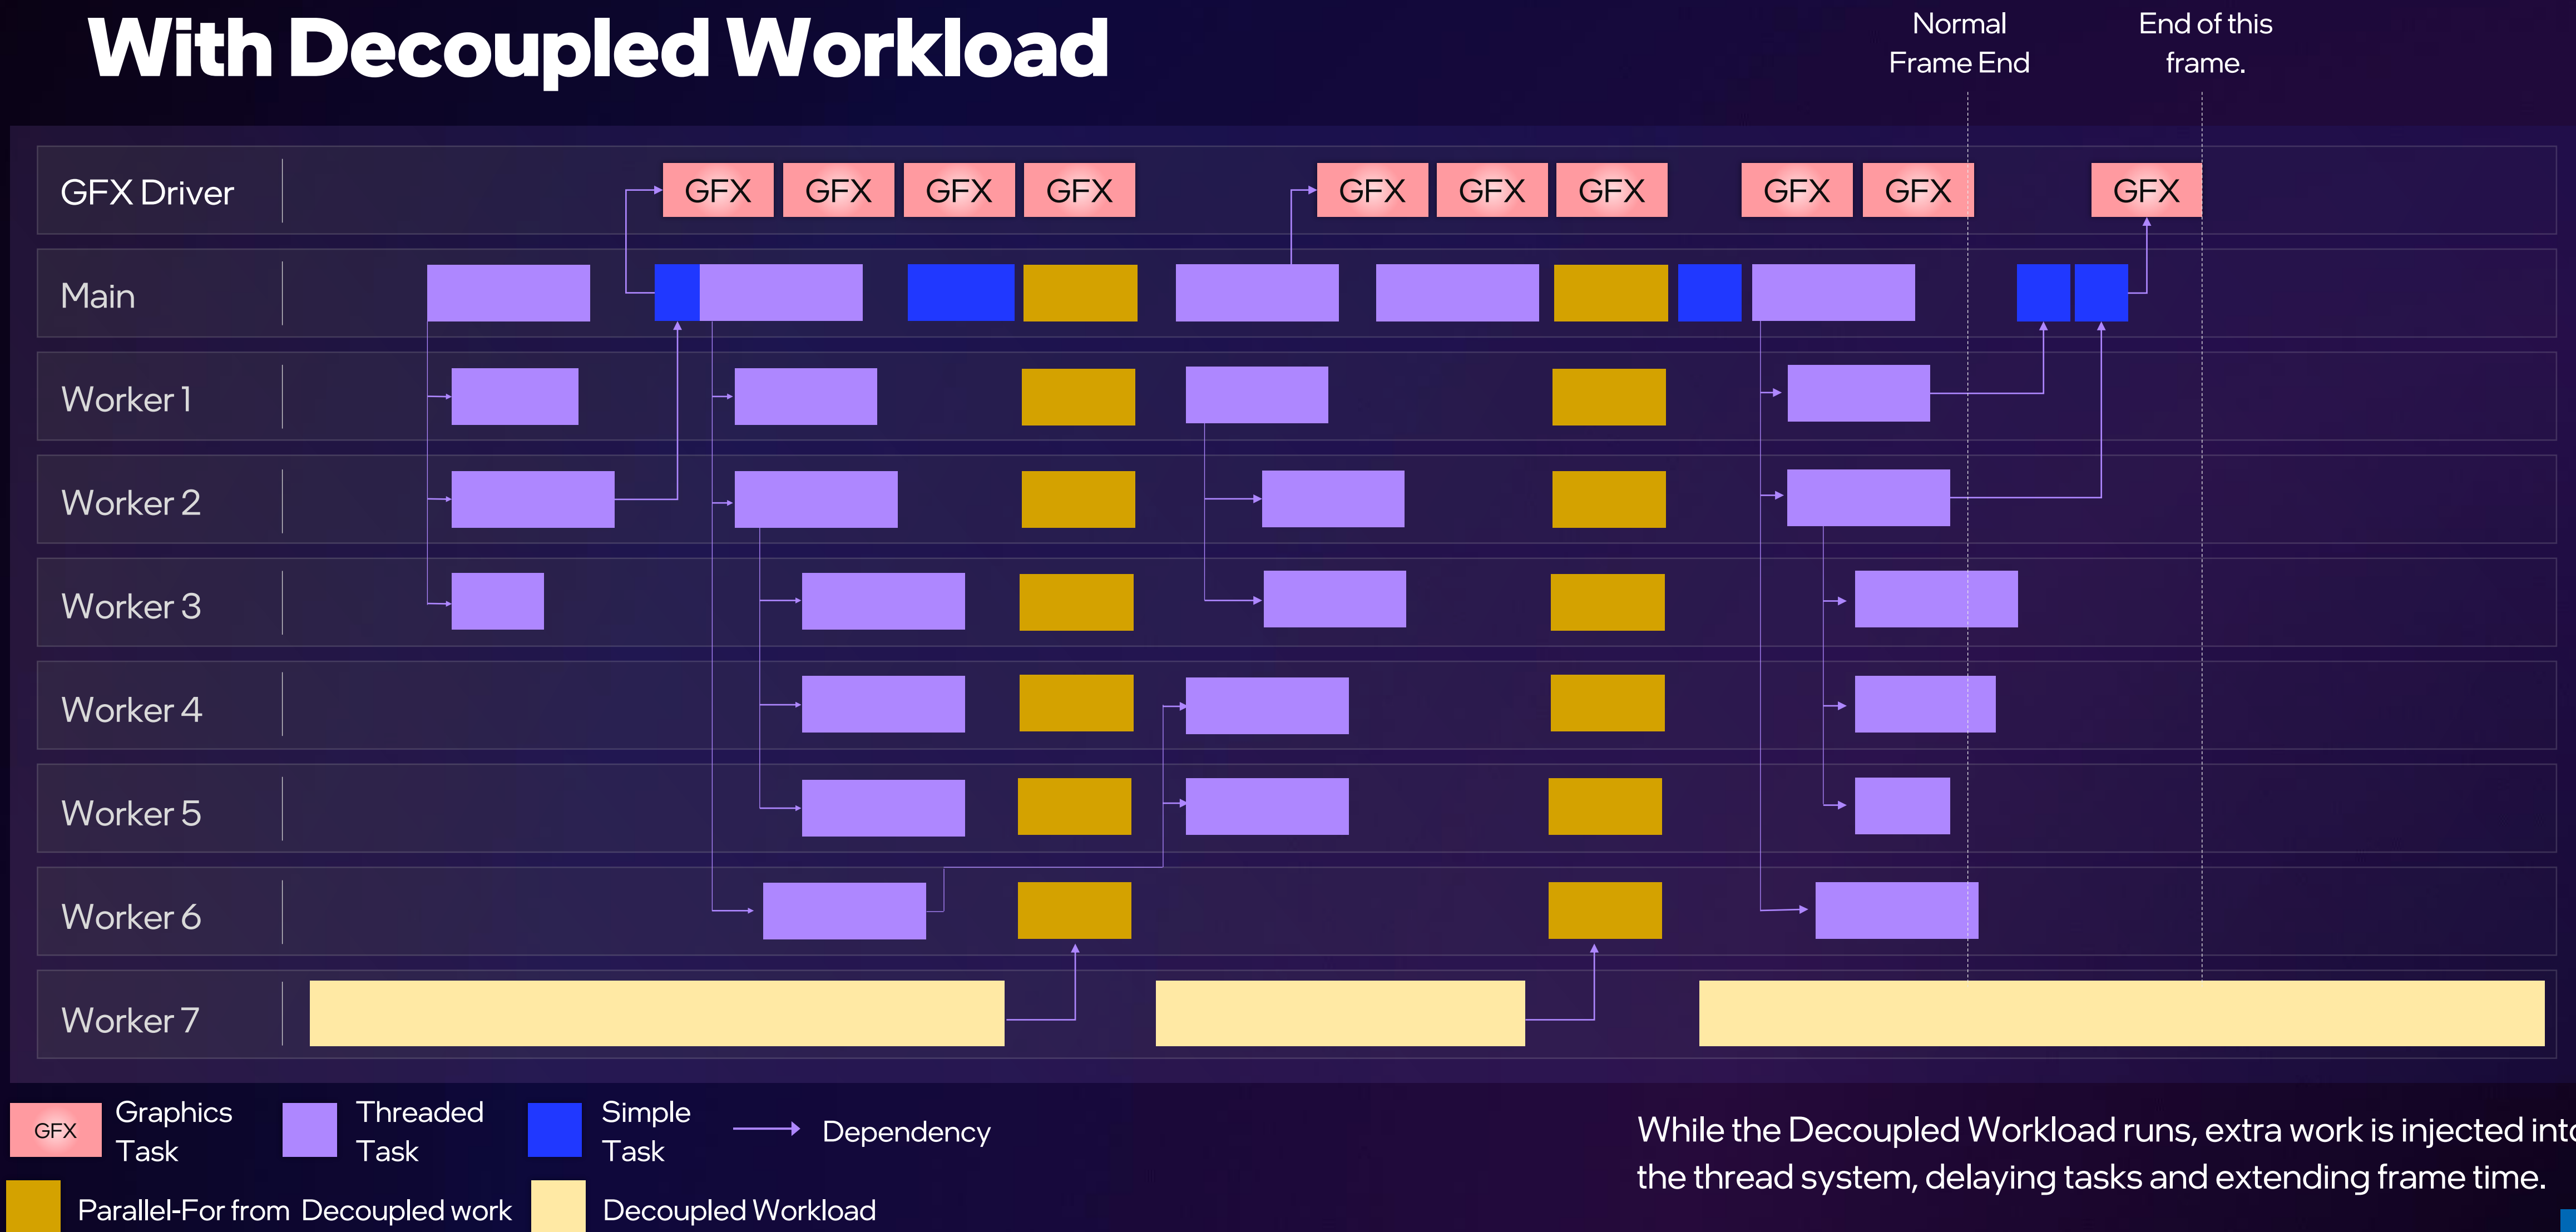 With Decoupled Workload
Normal
Frame End
End of this
frame.
GFX Driver
GFX
GFX
GFX
GFX
GFX
GFX
GFX
GFX
GFX
GFX
Main
Worker 1
Worker 2
Worker 3
Worker 4
Worker 5
Worker 6
Worker 7
GFX
Graphics
Task
Threaded
Task
Simple
Task
Dependency
Parallel-For from Decoupled work
Decoupled Workload
While the Decoupled Workload runs, extra work is injected into
the thread system, delaying tasks and extending frame time.